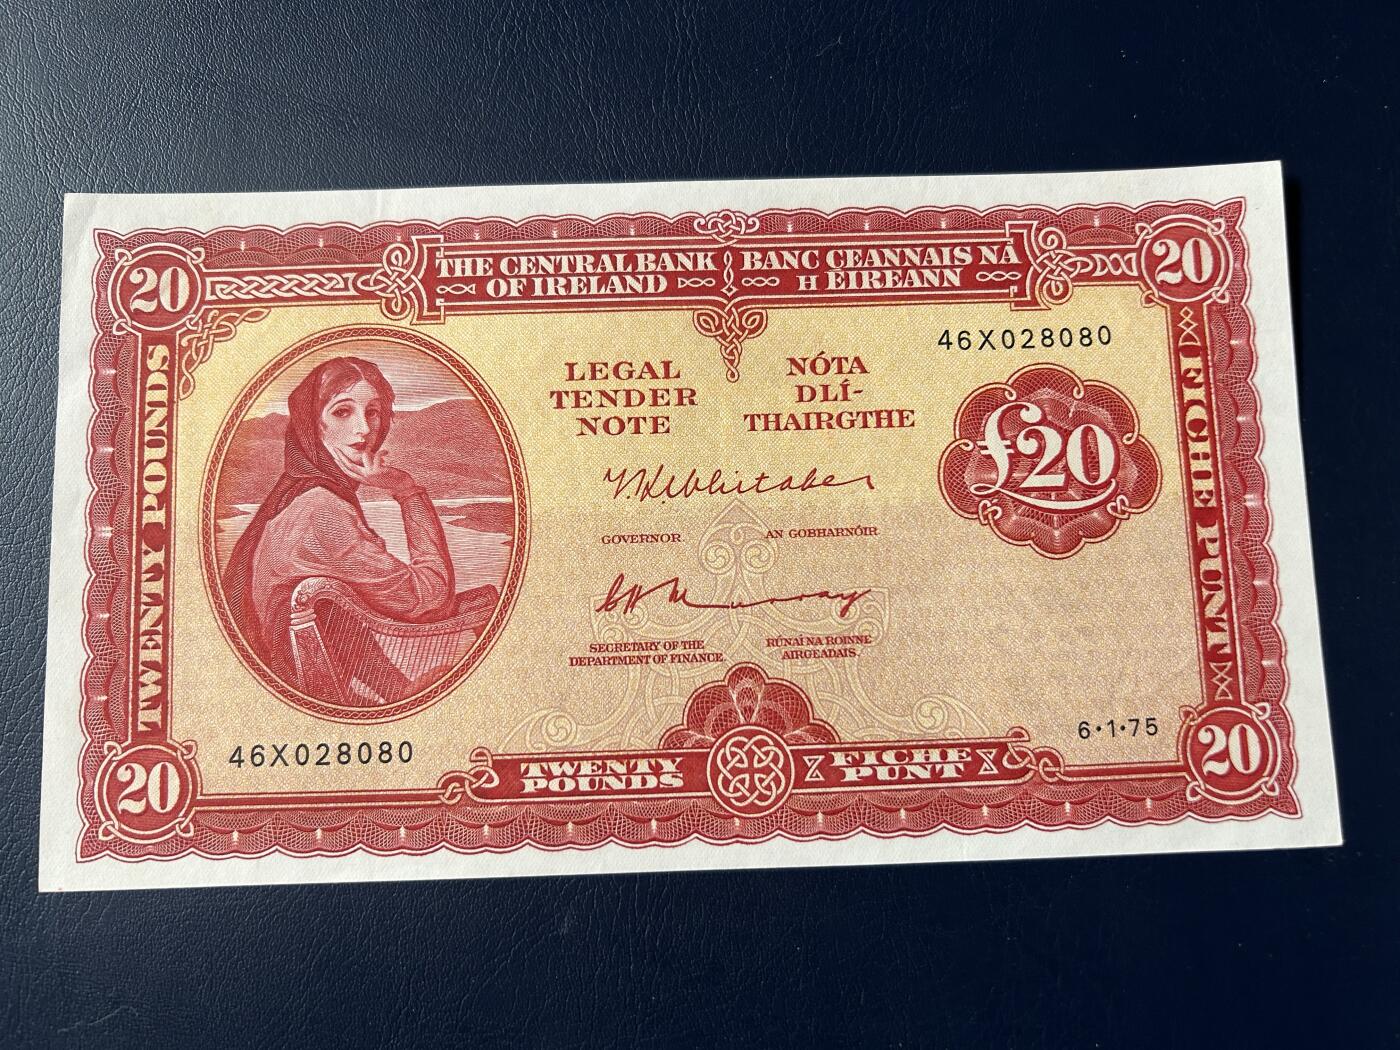 THE CENTRAL BANK
OF IRELAND
BANC CEANNAIS NA
H ÉIREANN
20
20
46X028080
LEGAL
TENDER
NOTE
NÓTA
DLÍ-
THAIRGTHE
£20
TWENTY POUNDS
FICHE PUNT
T.K.Whitaker
GOVERNOR.
AN GOBHARNÓIR
C H Murray
SECRETARY OF THE
DEPARTMENT OF FINANCE.
RÚNAÍ NA ROINNE
AIRGEADAIS.
6·1·75
46X028080
20
TWENTY
POUNDS
FICHE
PUNT
20